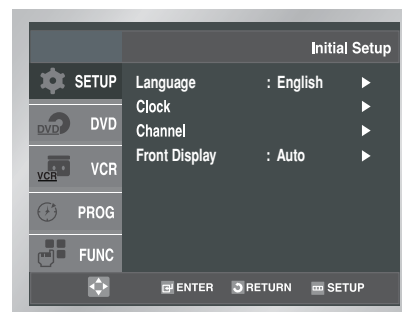 Initial Setup
SETUP
DVD DVD
VCR VCR
PROG
FUNC
Language : English
Clock
Channel
Front Display : Auto
ENTER RETURN SETUP